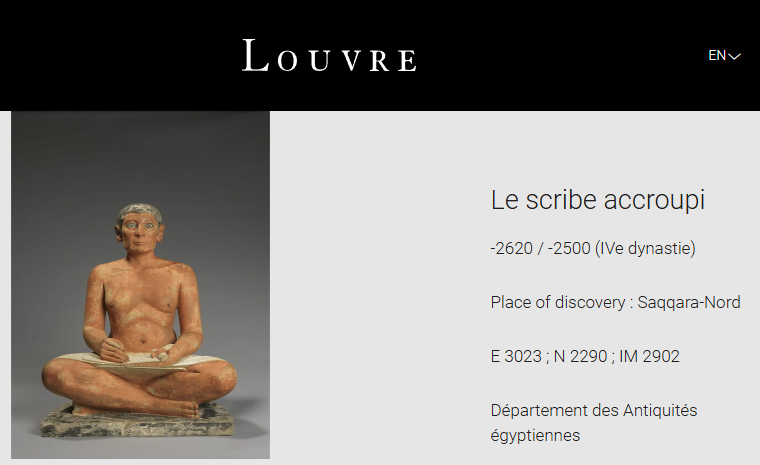 LOUVRE
EN
Le scribe accroupi
-2620 / -2500 (IVe dynastie)
Place of discovery : Saqqara-Nord
E 3023 ; N 2290 ; IM 2902
Département des Antiquités
égyptiennes